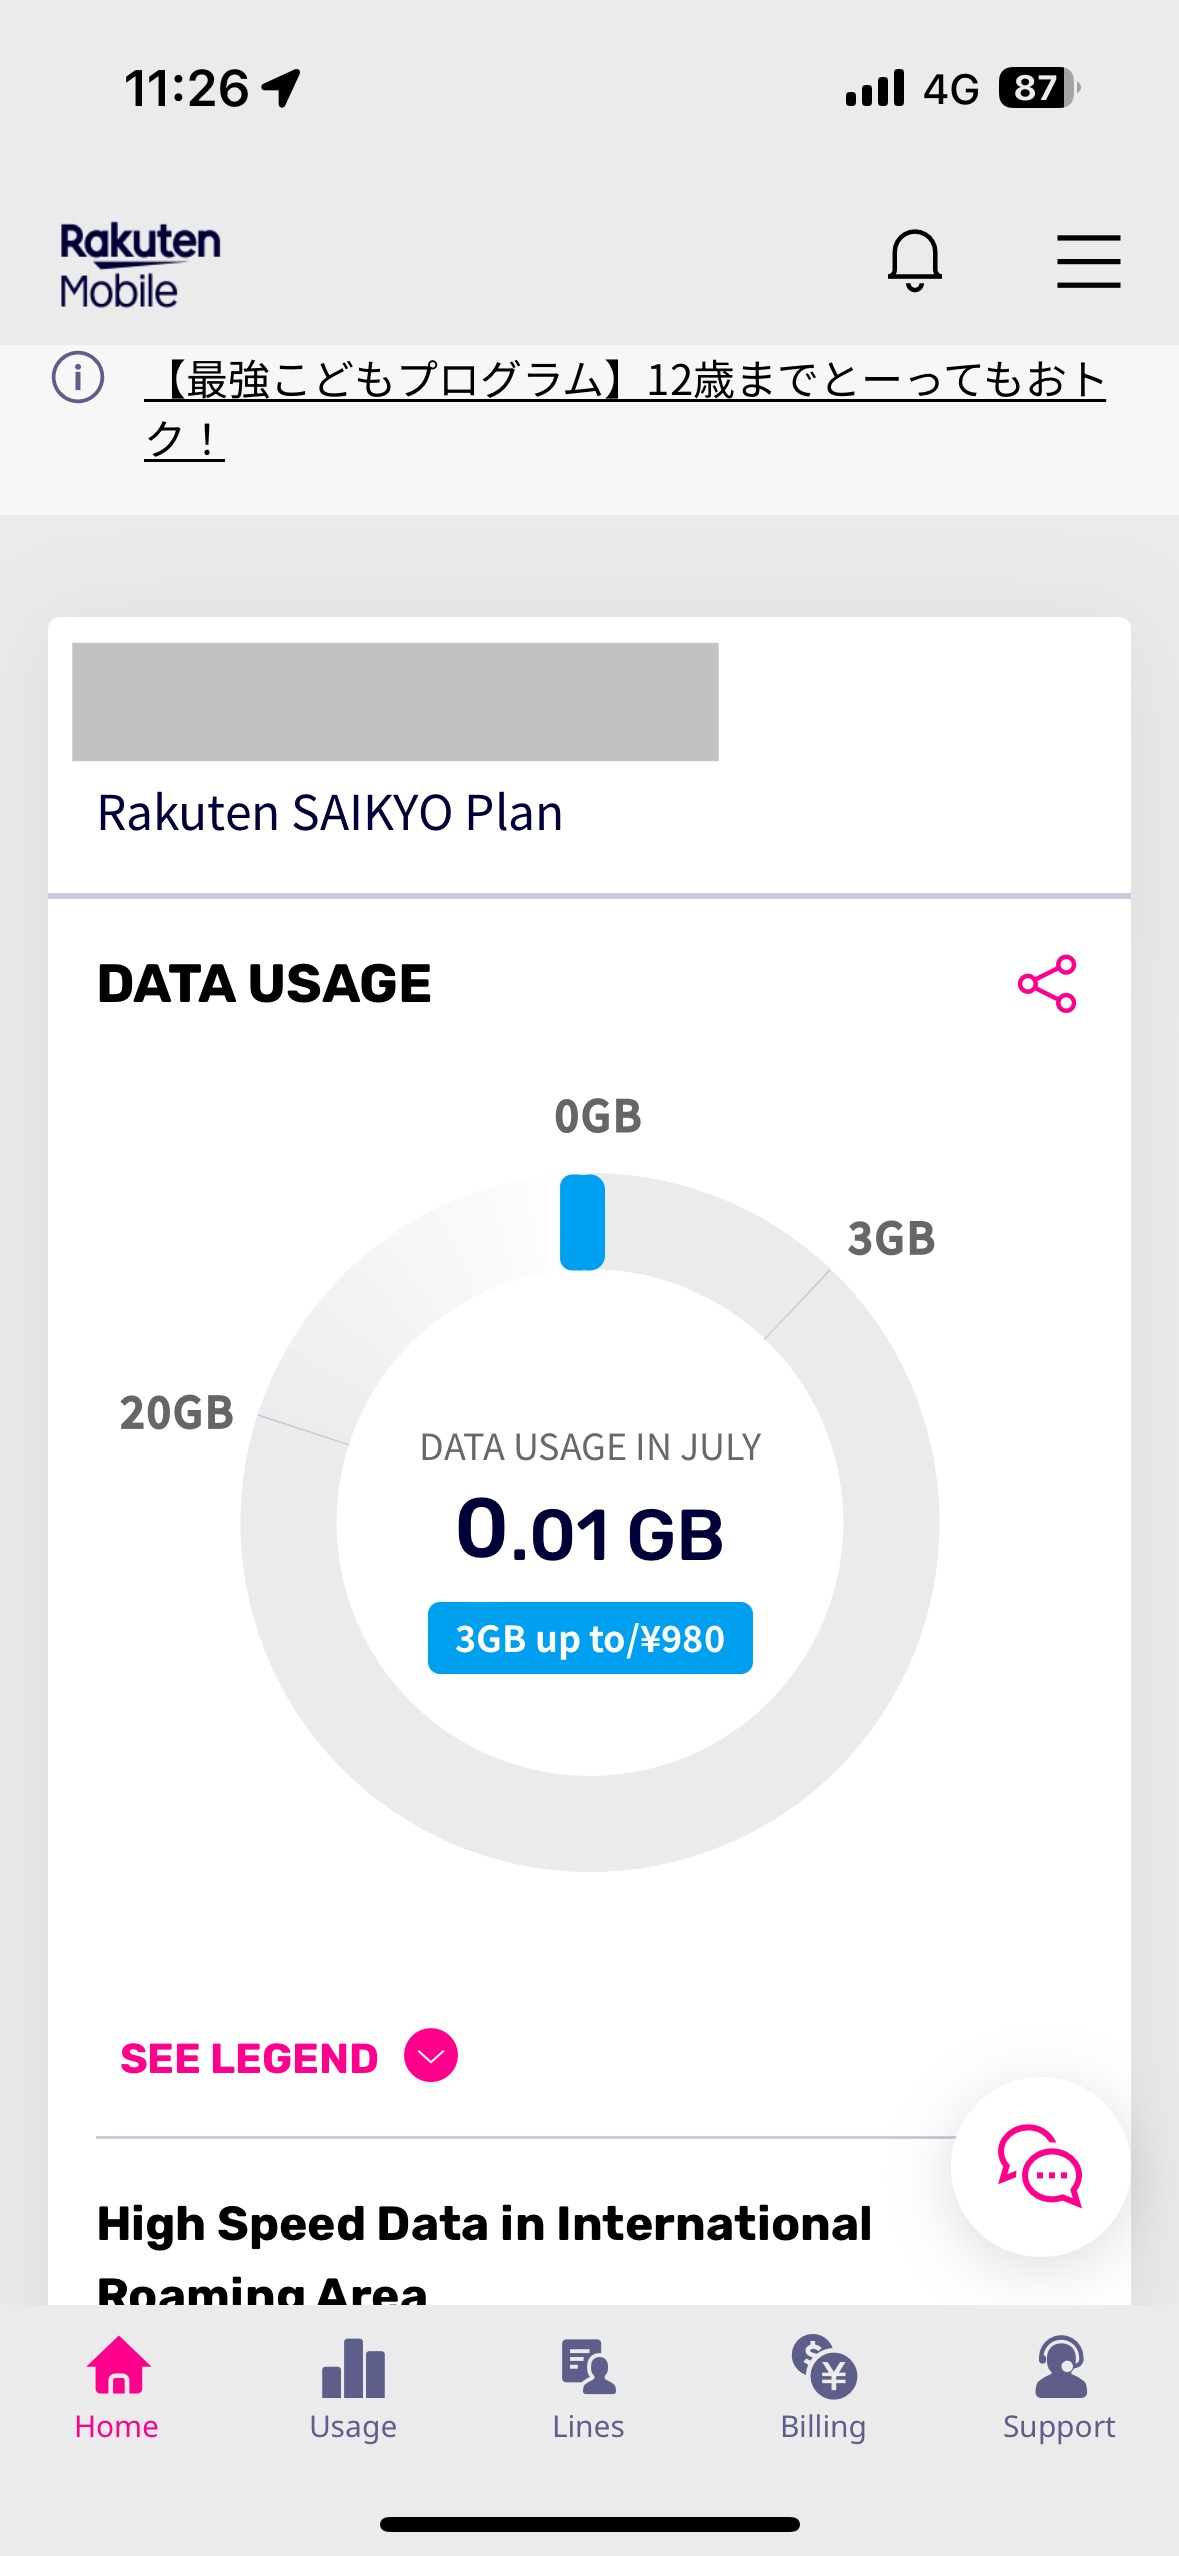 11:26
4G
87
Rakuten
Mobile
【最強こどもプログラム】12歳までとーってもおト
ク！
Rakuten SAIKYO Plan
DATA USAGE
0GB
3GB
20GB
DATA USAGE IN JULY
0.01 GB
3GB up to/¥980
SEE LEGEND
High Speed Data in International
Roaming Area
Home
Usage
Lines
Billing
Support